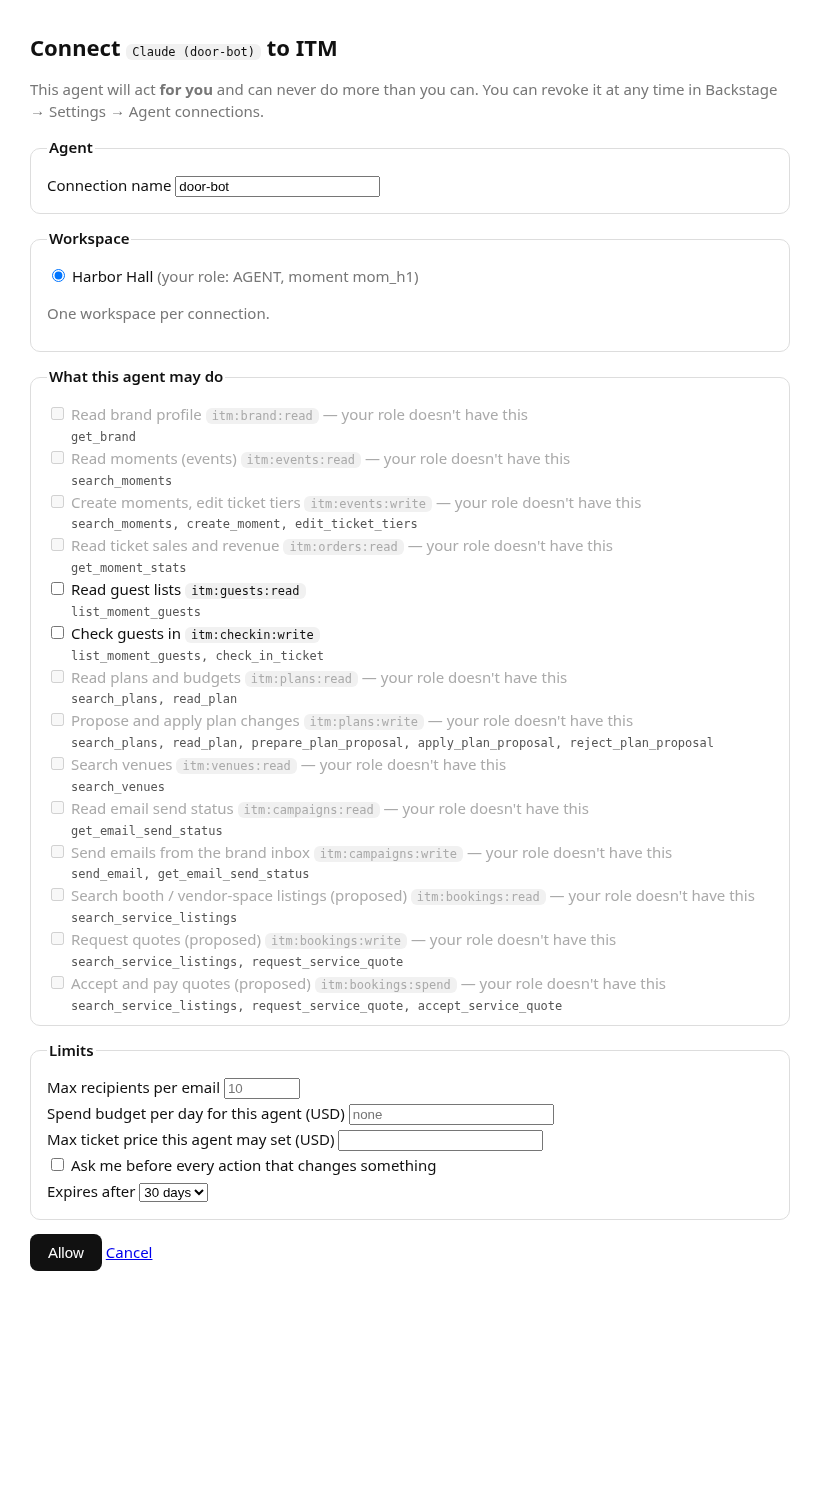 Connect Claude (door-bot) to ITM
This agent will act for you and can never do more than you can. You can revoke it at any time in Backstage
→ Settings → Agent connections.
Agent
Connection name door-bot
Workspace
Harbor Hall (your role: AGENT, moment mom_h1)
One workspace per connection.
What this agent may do
Read brand profile itm:brand:read — your role doesn't have this
get_brand
Read moments (events) itm:events:read — your role doesn't have this
search_moments
Create moments, edit ticket tiers itm:events:write — your role doesn't have this
search_moments, create_moment, edit_ticket_tiers
Read ticket sales and revenue itm:orders:read — your role doesn't have this
get_moment_stats
Read guest lists itm:guests:read
list_moment_guests
Check guests in itm:checkin:write
list_moment_guests, check_in_ticket
Read plans and budgets itm:plans:read — your role doesn't have this
search_plans, read_plan
Propose and apply plan changes itm:plans:write — your role doesn't have this
search_plans, read_plan, prepare_plan_proposal, apply_plan_proposal, reject_plan_proposal
Search venues itm:venues:read — your role doesn't have this
search_venues
Read email send status itm:campaigns:read — your role doesn't have this
get_email_send_status
Send emails from the brand inbox itm:campaigns:write — your role doesn't have this
send_email, get_email_send_status
Search booth / vendor-space listings (proposed) itm:bookings:read — your role doesn't have this
search_service_listings
Request quotes (proposed) itm:bookings:write — your role doesn't have this
search_service_listings, request_service_quote
Accept and pay quotes (proposed) itm:bookings:spend — your role doesn't have this
search_service_listings, request_service_quote, accept_service_quote
Limits
Max recipients per email 10
Spend budget per day for this agent (USD) none
Max ticket price this agent may set (USD)
Ask me before every action that changes something
Expires after 30 days
Allow Cancel